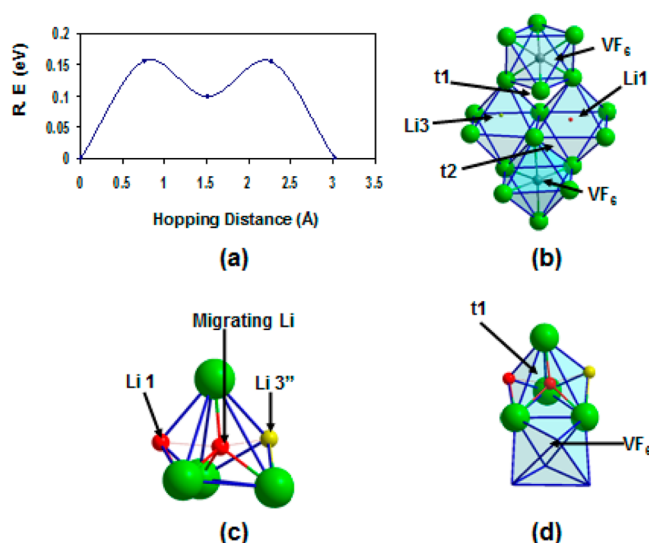 R. E (eV)
0.2
0.15
0.1
0.05
0
0 0.5 1 1.5 2 2.5 3 3.5
Hopping Distance (Å)
(a)
VF6
t1
Li1
Li3
t2
VF6
(b)
Migrating Li
Li 1
Li 3”
(c)
t1
VF6
(d)